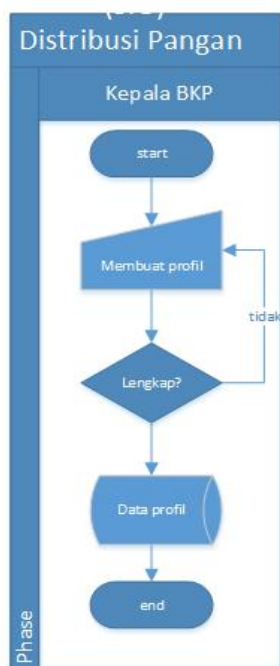 Distribusi Pangan
Kepala BKP
start
Membuat profil
tidak
Lengkap?
Data profil
end
Phase